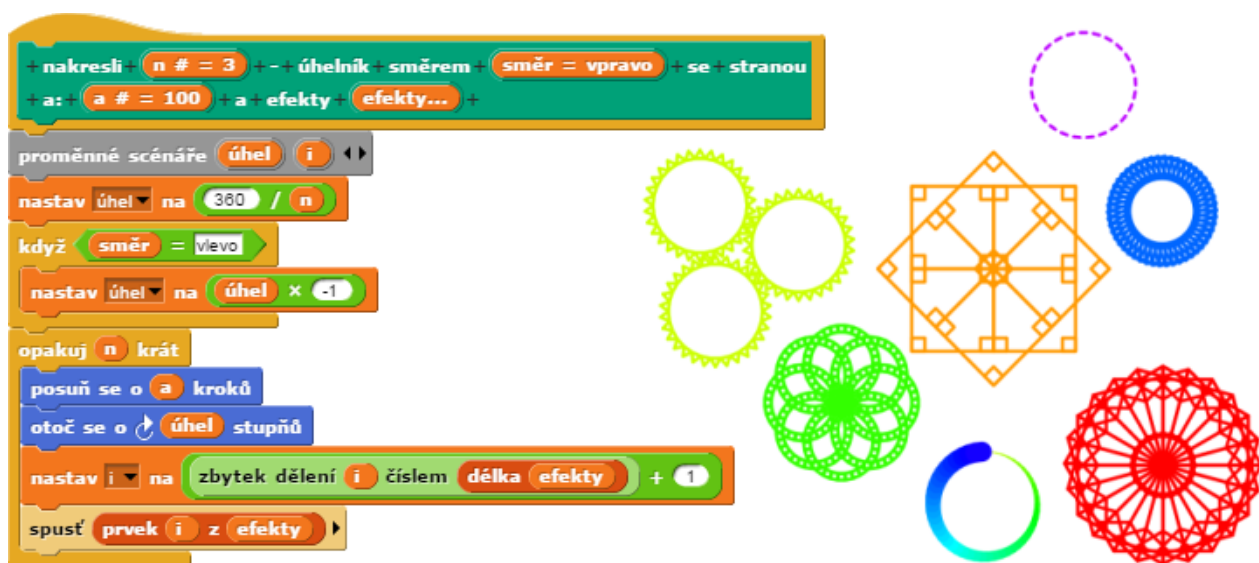 + nakresli + n # = 3 + - + úhelník + směrem + směr = vpravo + se + stranou
+ a: + a # = 100 + a + efekty + efekty... +
proměnné scénáře úhel i
nastav úhel na 360 / n
když směr = vlevo
nastav úhel na úhel × -1
opakuj n krát
posuň se o a kroků
otoč se o úhel stupňů
nastav i na zbytek dělení i číslem délka efekty + 1
spusť prvek i z efekty